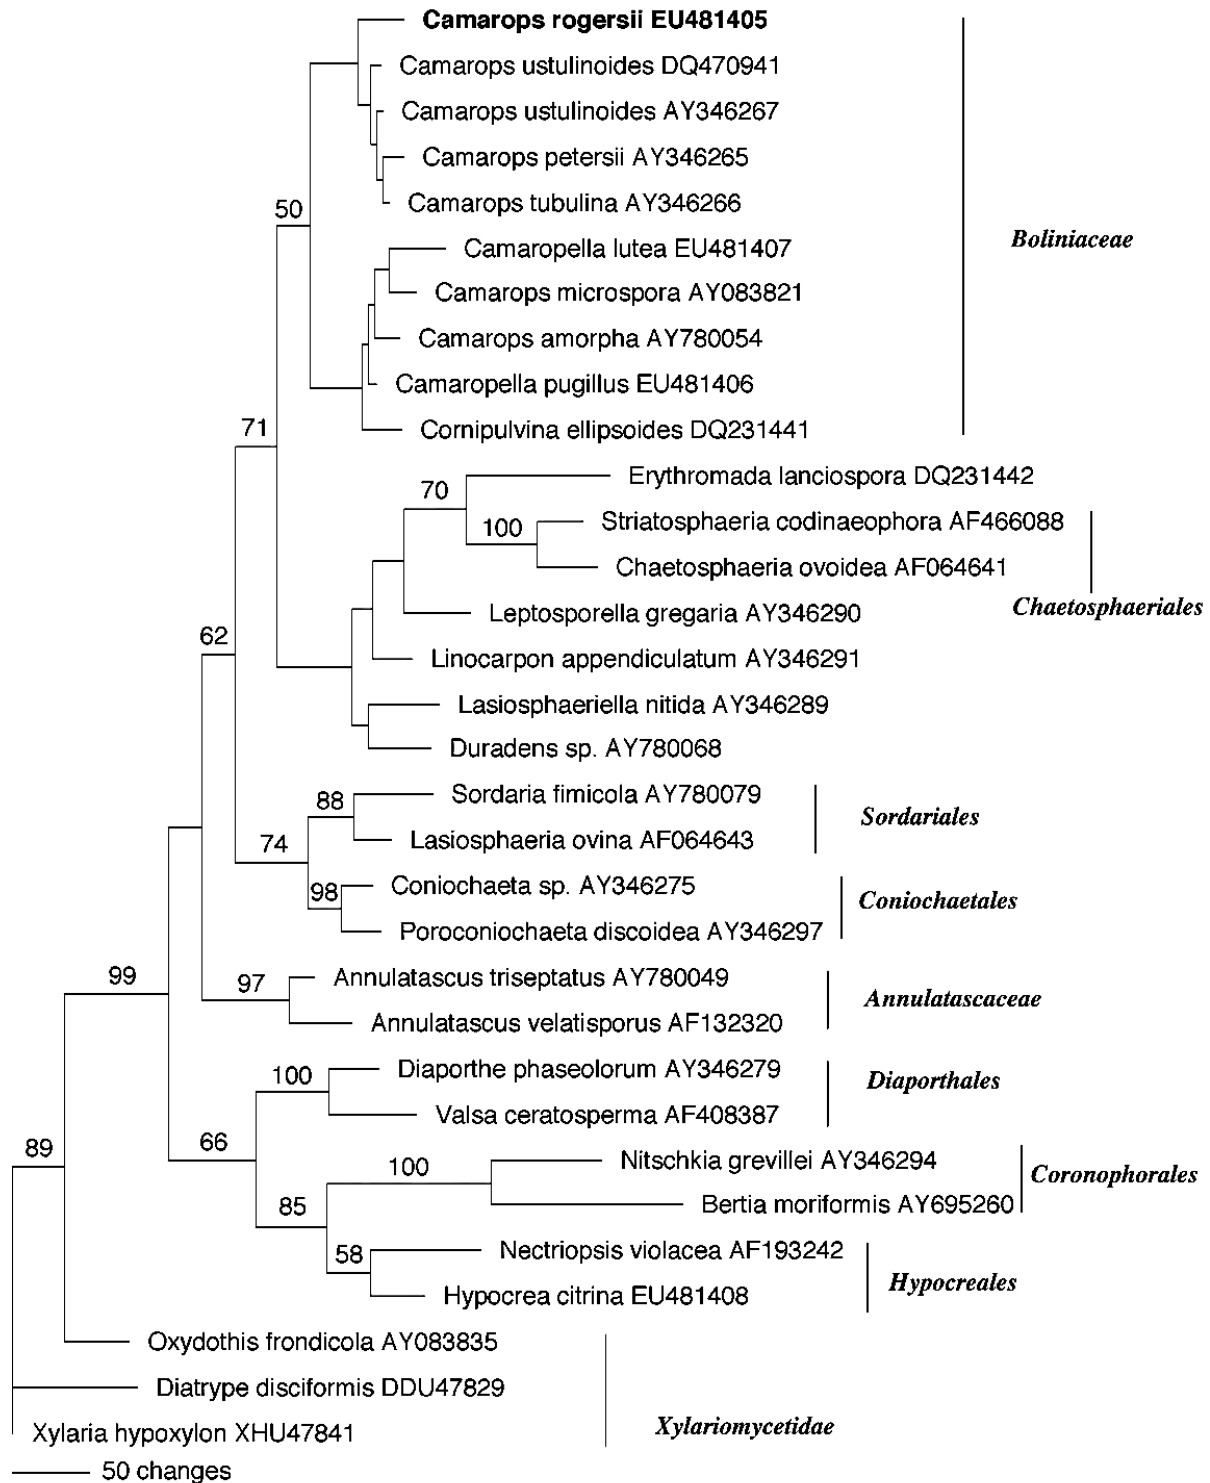 Camarops rogersii EU481405
Camarops ustulinoides DQ470941
Camarops ustulinoides AY346267
Camarops petersii AY346265
Camarops tubulina AY346266
50
Boliniaceae
Camaropella lutea EU481407
Camarops microspora AY083821
Camarops amorpha AY780054
Camaropella pugillus EU481406
71
Cornipulvina ellipsoides DQ231441
Erythromada lanciospora DQ231442
70
Striatosphaeria codinaeophora AF466088
100
Chaetosphaeria ovoidea AF064641
Chaetosphaeriales
Leptosporella gregaria AY346290
62
Linocarpon appendiculatum AY346291
Lasiosphaeriella nitida AY346289
Duradens sp. AY780068
Sordaria fimicola AY780079
88
Sordariales
74
Lasiosphaeria ovina AF064643
98
Coniochaeta sp. AY346275
Coniochaetales
Poroconiochaeta discoidea AY346297
99
97
Annulatascus triseptatus AY780049
Annulatascaceae
Annulatascus velatisporus AF132320
100
Diaporthe phaseolorum AY346279
Diaporthales
Valsa ceratosperma AF408387
89
66
100
Nitschkia grevillei AY346294
Coronophorales
85
Bertia moriformis AY695260
58
Nectriopsis violacea AF193242
Hypocreales
Hypocrea citrina EU481408
Oxydothis frondicola AY083835
Diatrype disciformis DDU47829
Xylaria hypoxylon XHU47841
Xylariomycetidae
50 changes